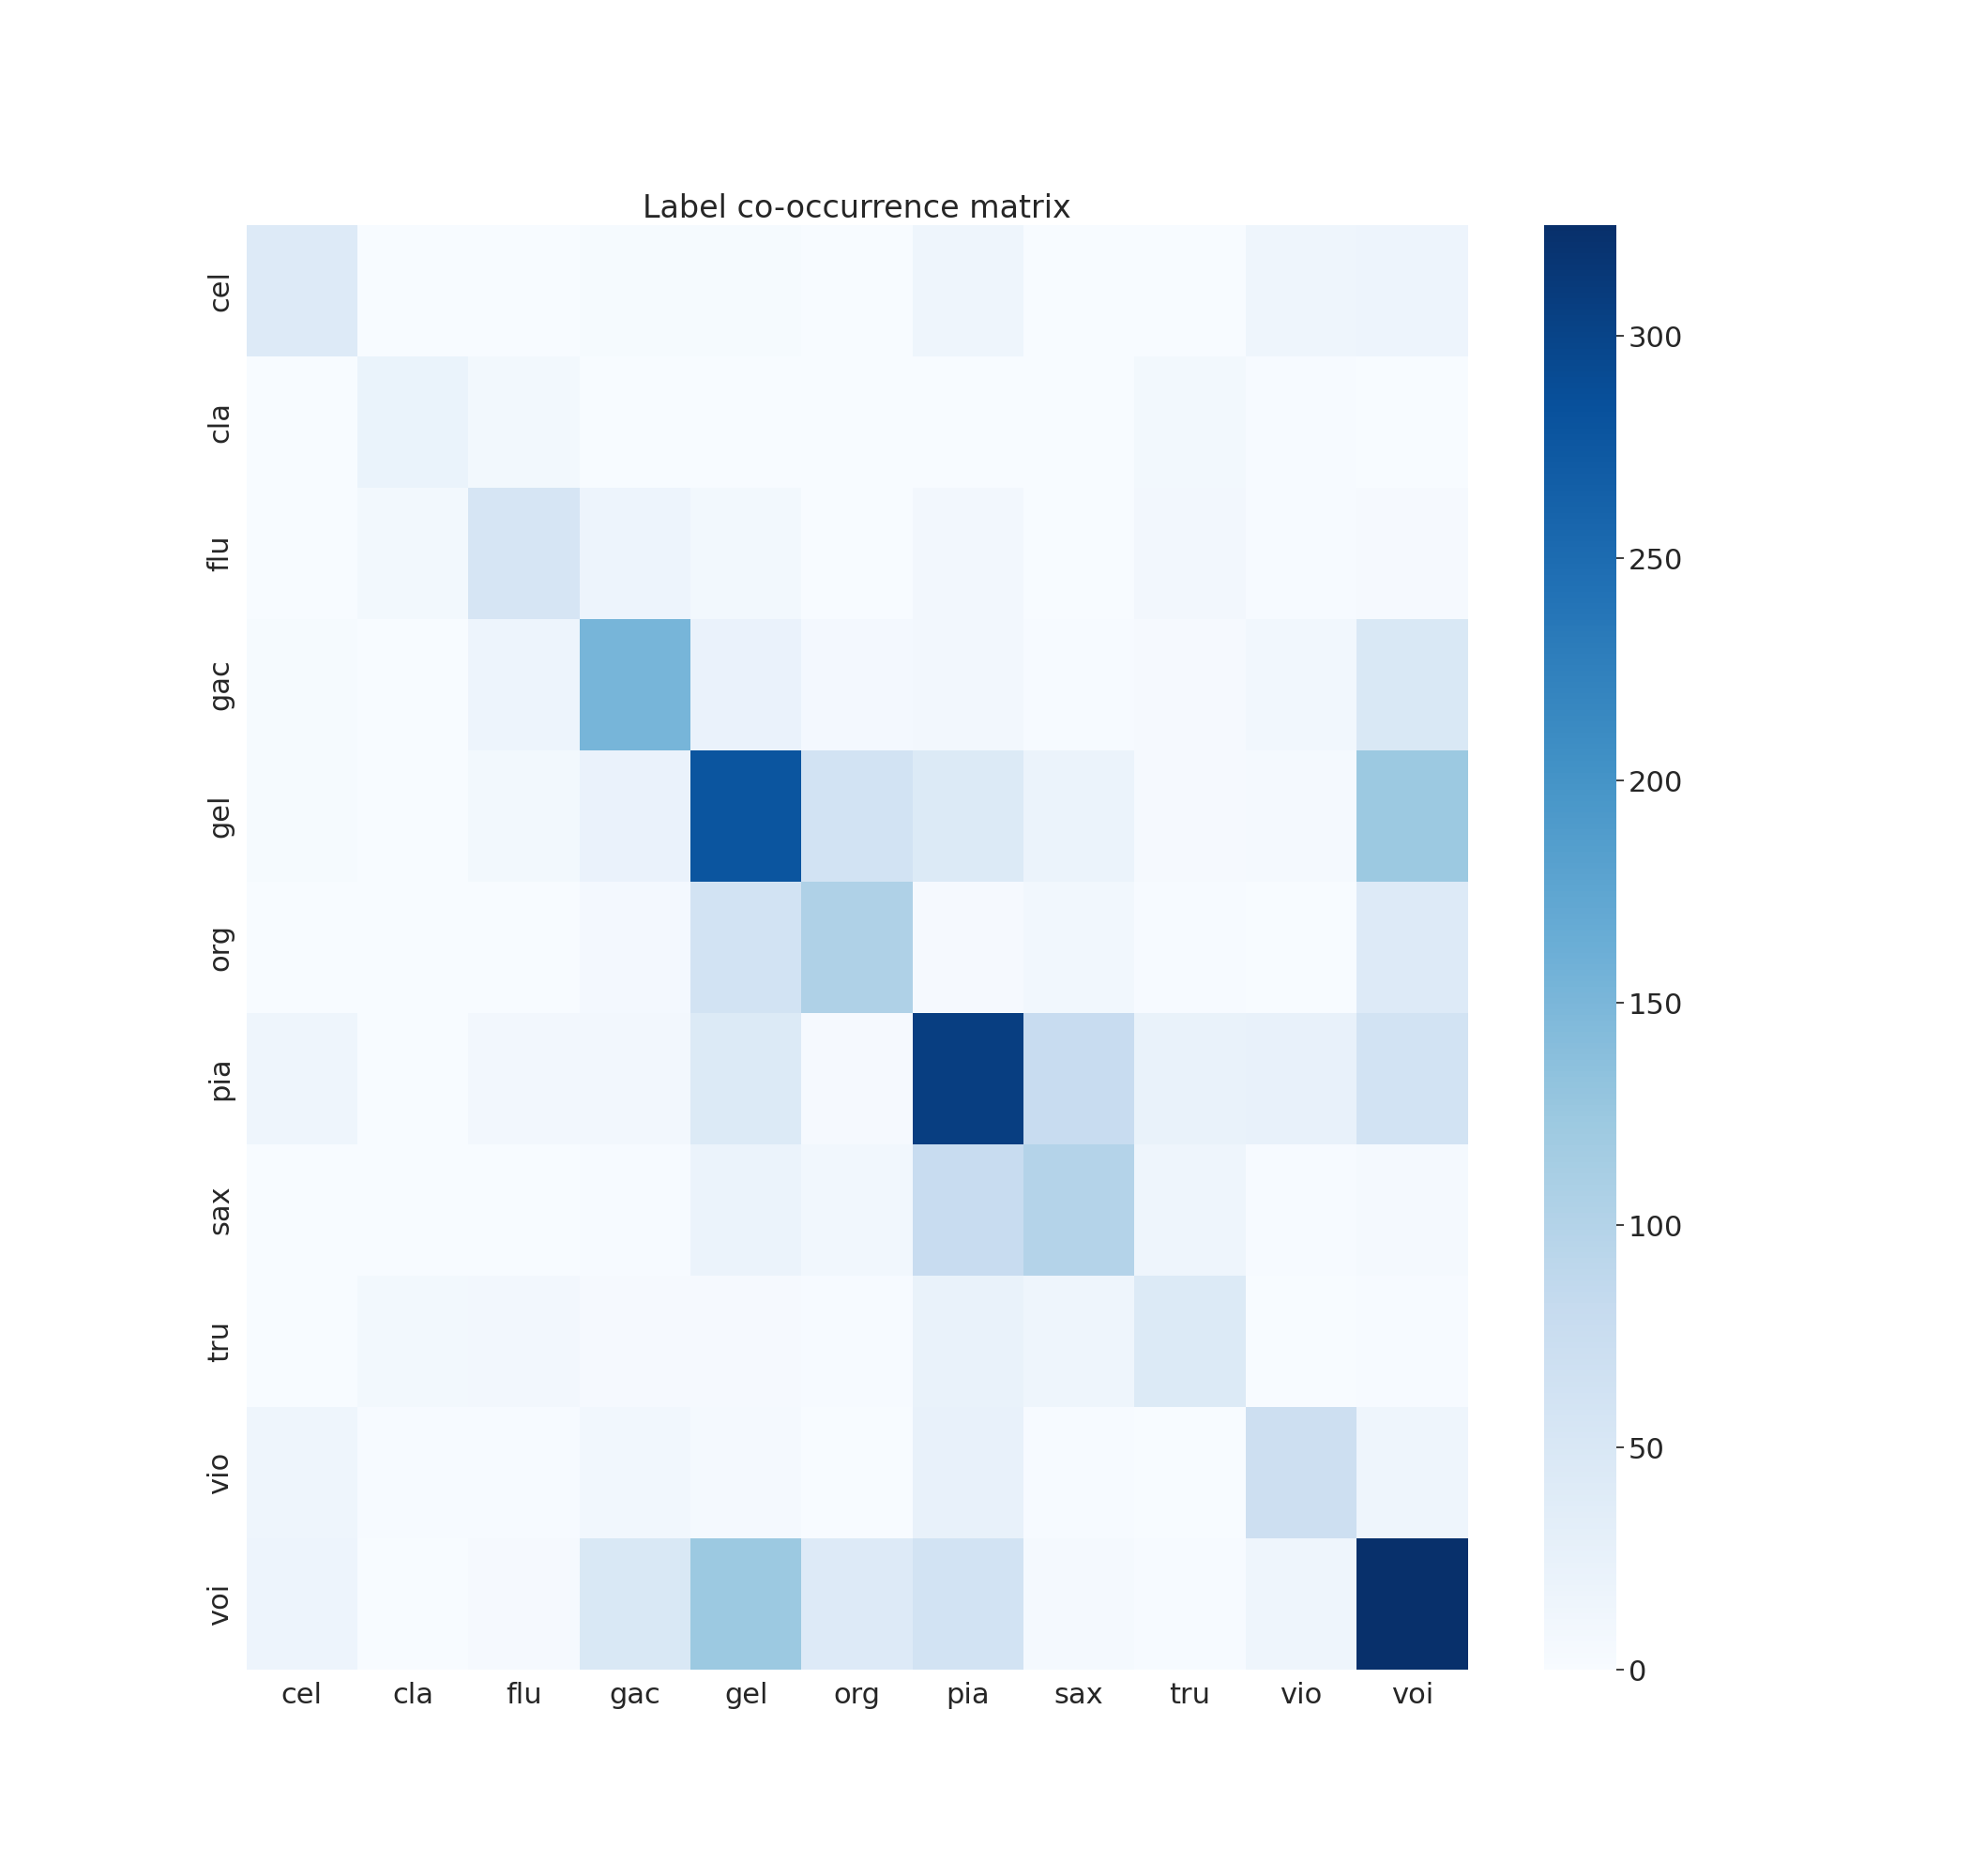 Label co-occurrence matrix
cel
cla
flu
gac
gel
org
pia
sax
tru
vio
voi
cel cla flu gac gel org pia sax tru vio voi
300
250
200
150
100
50
0